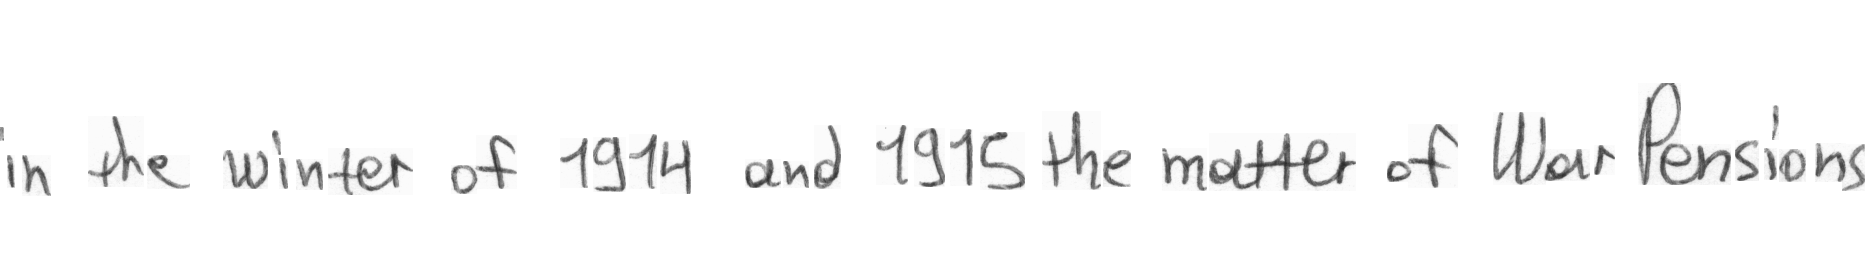 in the winter of 1914 and 1915 the matter of War Pensions